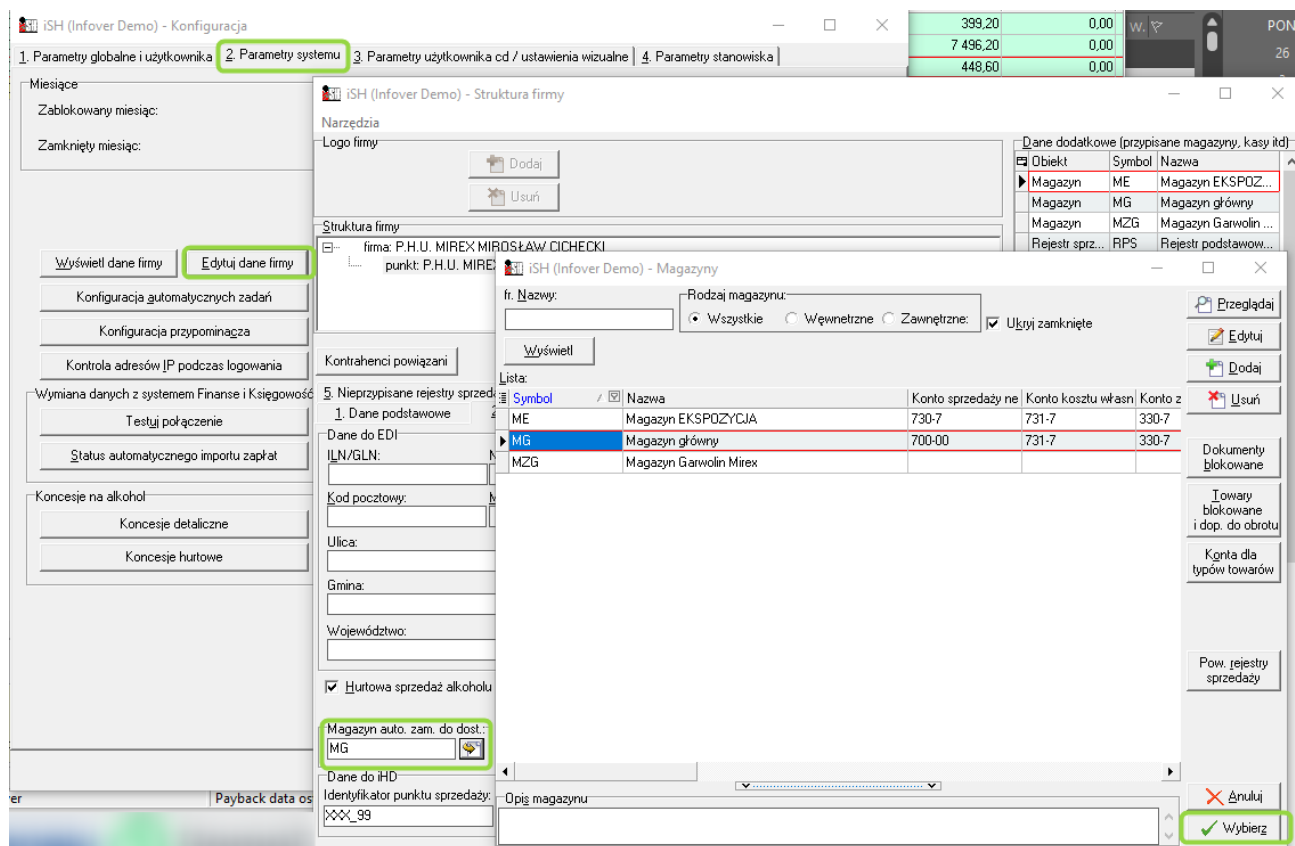 iSH (Infover Demo) - Konfiguracja
1. Parametry globalne i użytkownika
2. Parametry systemu
3. Parametry użytkownika cd / ustawienia wizualne
4. Parametry stanowiska
399,20 0,00
7 496,20 0,00
448,60 0,00
W.
PON
26
Miesiące
Zablokowany miesiąc:
Zamknięty miesiąc:
Wyświetl dane firmy
Edytuj dane firmy
Konfiguracja automatycznych zadań
Konfiguracja przypominacza
Kontrola adresów IP podczas logowania
Wymiana danych z systemem Finanse i Księgowość
Testuj połączenie
Status automatycznego importu zapłat
Koncesje na alkohol
Koncesje detaliczne
Koncesje hurtowe
er
Payback data os
iSH (Infover Demo) - Struktura firmy
Narzędzia
Logo firmy
Dodaj
Usuń
Dane dodatkowe (przypisane magazyny, kasy itd)
Obiekt Symbol Nazwa
Magazyn ME Magazyn EKSPOZ...
Magazyn MG Magazyn główny
Magazyn MZG Magazyn Garwolin ...
Rejestr sprz... RPS Rejestr podstawow...
Struktura firmy
firma: P.H.U. MIREX MIROSŁAW CICHECKI
punkt: P.H.U. MIREX
Kontrahenci powiązani
5. Nieprzypisane rejestry sprzed
1. Dane podstawowe
Dane do EDI
ILN/GLN:
Kod pocztowy:
Ulica:
Gmina:
Województwo:
Hurtowa sprzedaż alkoholu
Magazyn auto. zam. do dost.:
MG
Dane do iHD
Identyfikator punktu sprzedaży:
XXX_99
iSH (Infover Demo) - Magazyny
fr. Nazwy:
Rodzaj magazynu:
Wszystkie Wewnetrzne Zawnętrzne:
Ukryj zamknięte
Wyświetl
Lista:
Symbol Nazwa Konto sprzedaży ne Konto kosztu własn Konto z
ME Magazyn EKSPOZYCJA 730-7 731-7 330-7
MG Magazyn główny 700-00 731-7 330-7
MZG Magazyn Garwolin Mirex
Przeglądaj
Edytuj
Dodaj
Usuń
Dokumenty
blokowane
Towary
blokowane
i dop. do obrotu
Konta dla
typów towarów
Pow. rejestry
sprzedaży
Opis magazynu
Anuluj
Wybierz